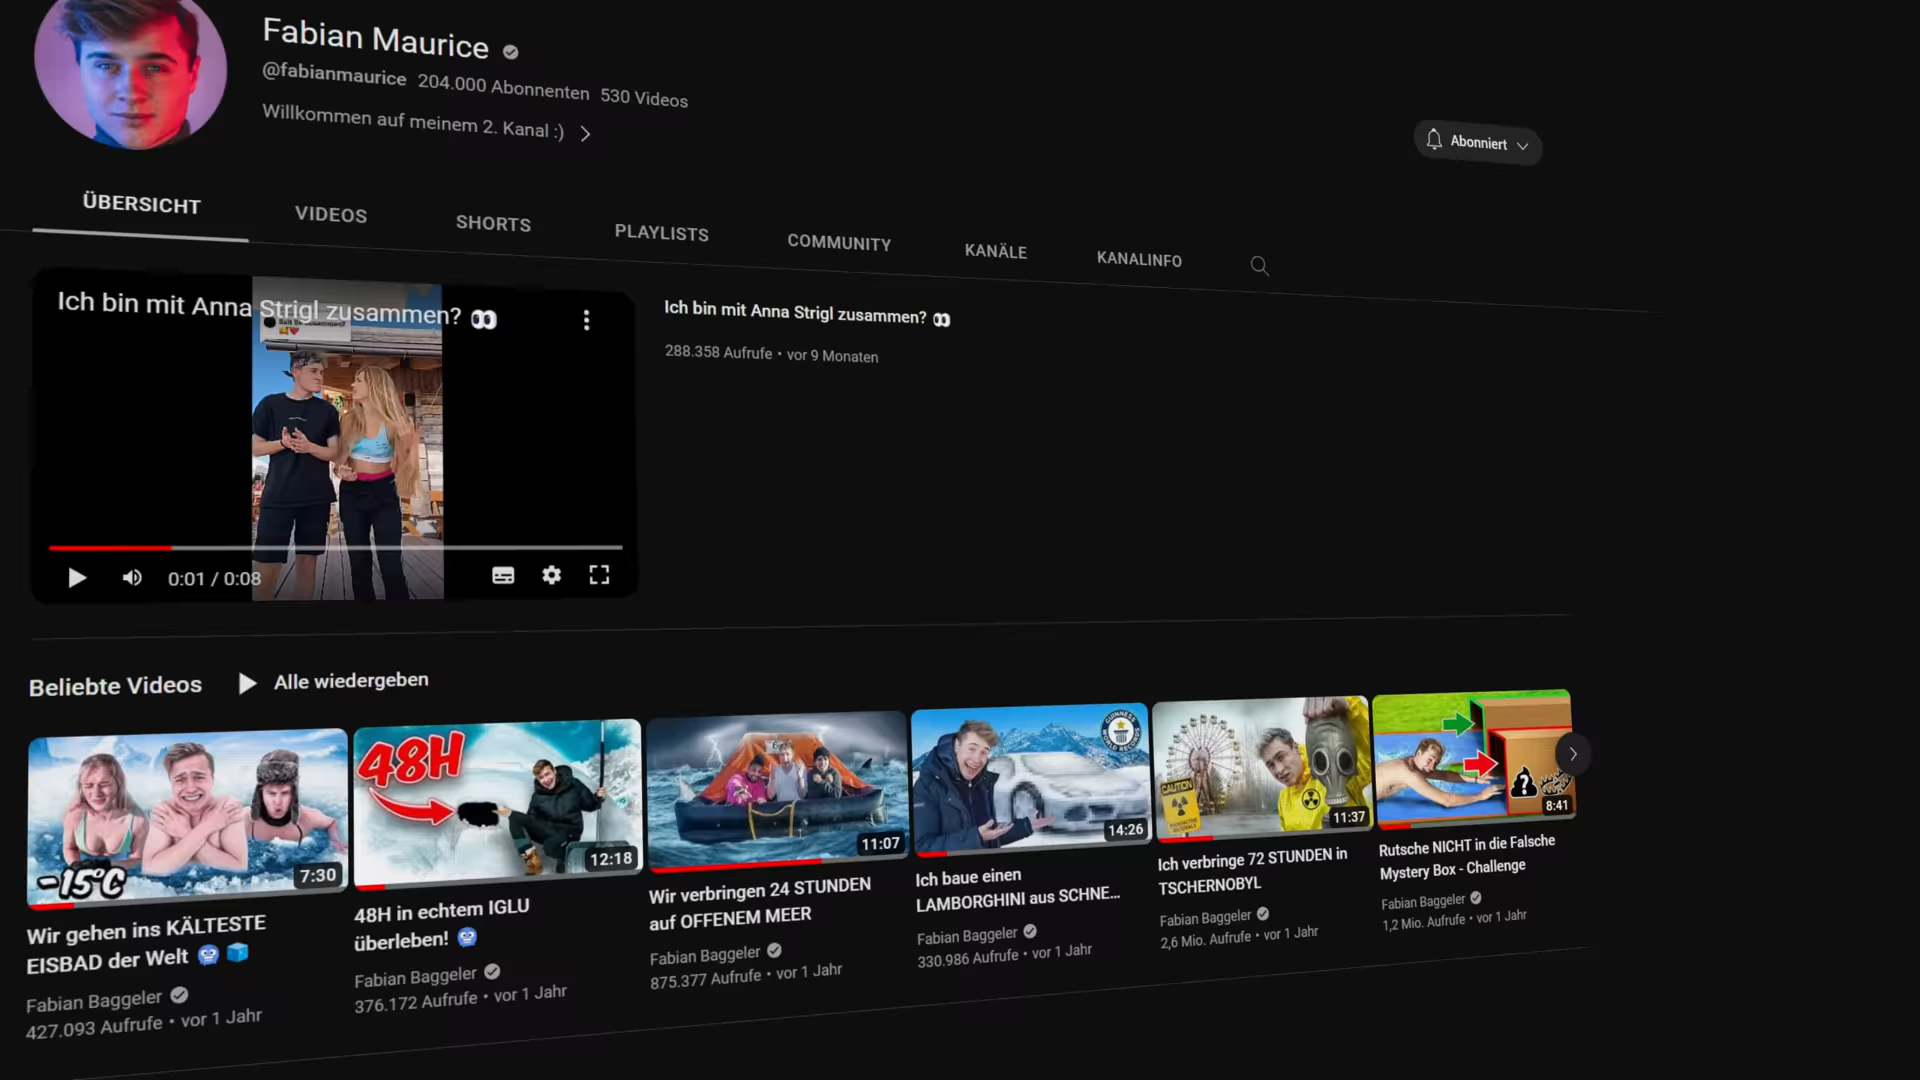 Fabian Maurice
@fabianmaurice 204.000 Abonnenten 530 Videos
Willkommen auf meinem 2. Kanal :)
Abonniert
ÜBERSICHT VIDEOS SHORTS PLAYLISTS COMMUNITY KANÄLE KANALINFO
Ich bin mit Anna Strigl zusammen? 👀
0:01 / 0:08
Ich bin mit Anna Strigl zusammen? 👀
288.358 Aufrufe • vor 9 Monaten
Beliebte Videos Alle wiedergeben
-15°C
7:30
Wir gehen ins KÄLTESTE
EISBAD der Welt 🥶 🧊
Fabian Baggeler
427.093 Aufrufe • vor 1 Jahr
48H
12:18
48H in echtem IGLU
überleben! 🥶
Fabian Baggeler
376.172 Aufrufe • vor 1 Jahr
11:07
Wir verbringen 24 STUNDEN
auf OFFENEM MEER
Fabian Baggeler
875.377 Aufrufe • vor 1 Jahr
GUINNESS
WORLD RECORDS
14:26
Ich baue einen
LAMBORGHINI aus SCHNE...
Fabian Baggeler
330.986 Aufrufe • vor 1 Jahr
CAUTION
11:37
Ich verbringe 72 STUNDEN in
TSCHERNOBYL
Fabian Baggeler
2,6 Mio. Aufrufe • vor 1 Jahr
?
8:41
Rutsche NICHT in die Falsche
Mystery Box - Challenge
Fabian Baggeler
1,2 Mio. Aufrufe • vor 1 Jahr